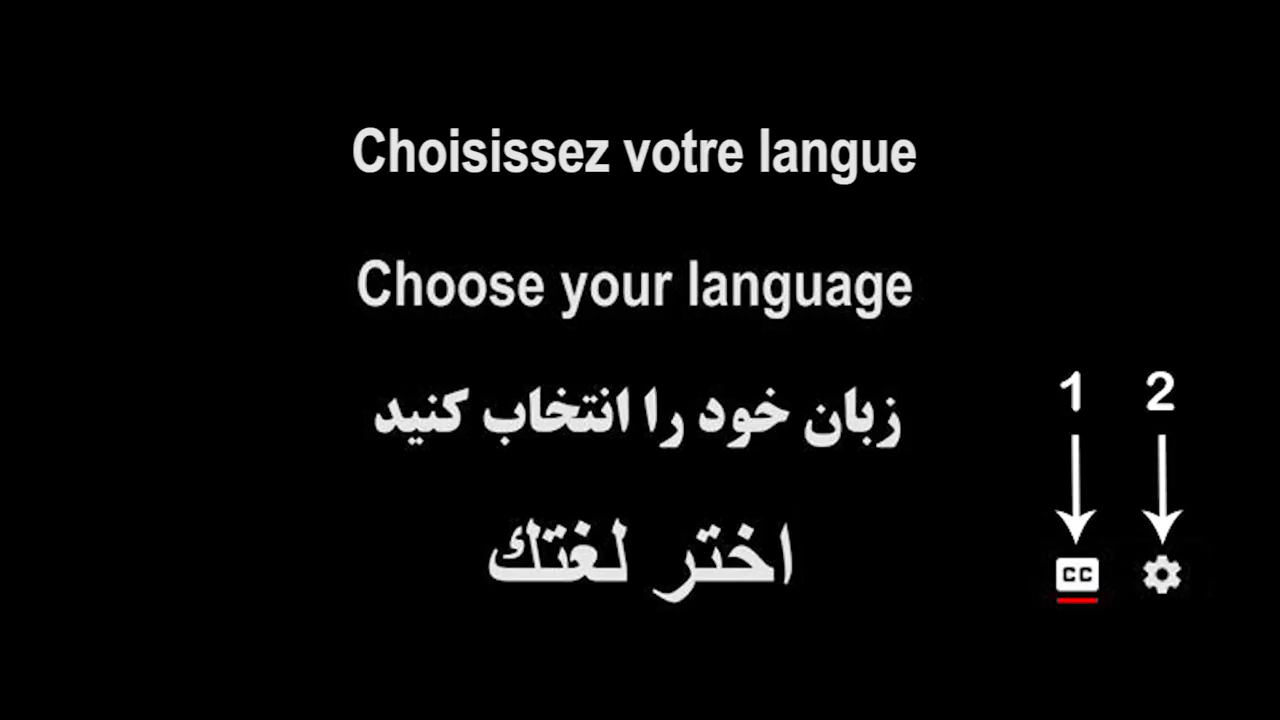 Choisissez votre langue
Choose your language
زبان خود را انتخاب کنید
اختر لغتك
1 2
CC